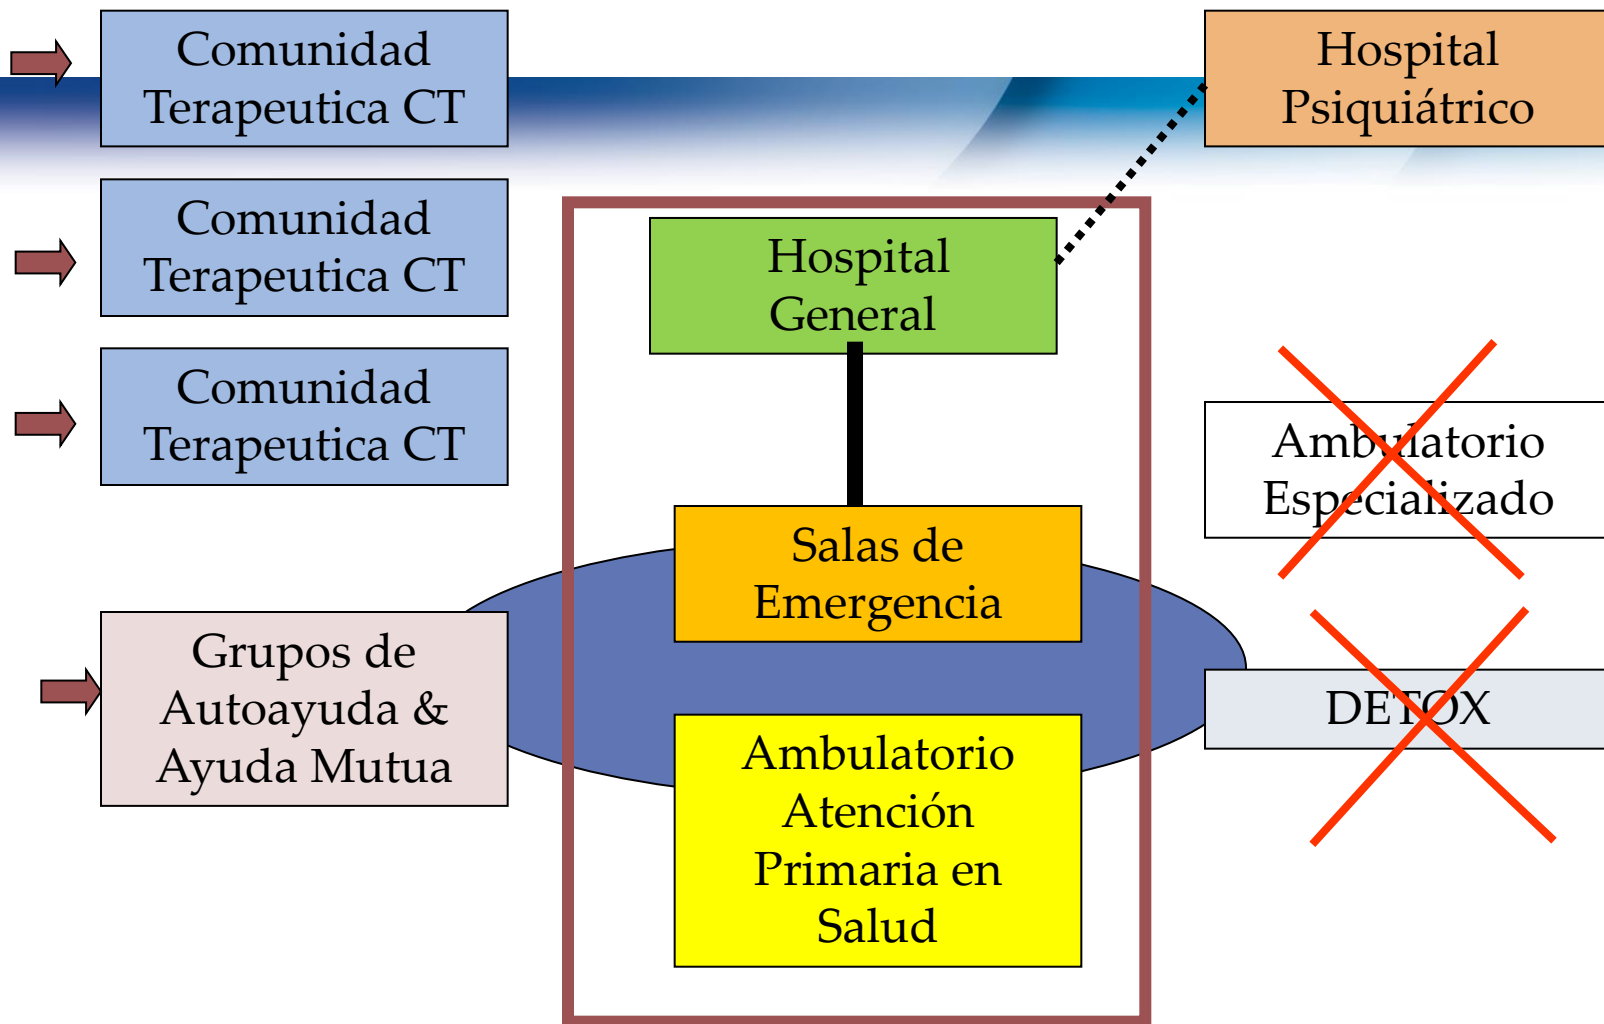 Comunidad
Terapeutica CT
Comunidad
Terapeutica CT
Comunidad
Terapeutica CT
Grupos de
Autoayuda &
Ayuda Mutua
Hospital
General
Salas de
Emergencia
Ambulatorio
Atención
Primaria en
Salud
Hospital
Psiquiátrico
Ambulatorio
Especializado
DETOX